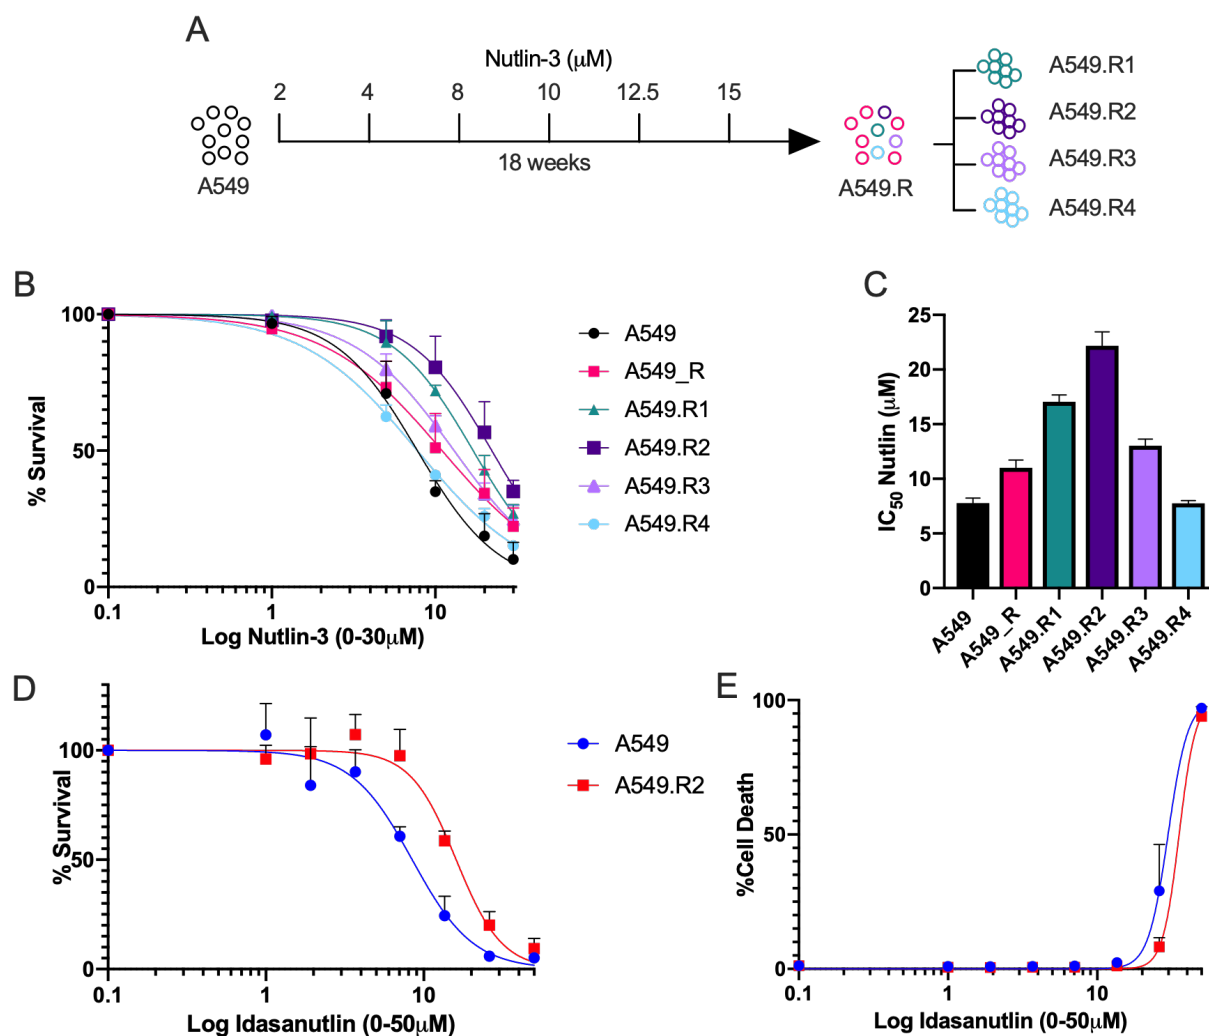 A
Nutlin-3 (μM)
2 4 8 10 12.5 15
18 weeks
A549
A549.R
A549.R1
A549.R2
A549.R3
A549.R4
B
% Survival
100
50
0
0.1 1 10
Log Nutlin-3 (0-30μM)
A549
A549_R
A549.R1
A549.R2
A549.R3
A549.R4
C
IC50 Nutlin (μM)
25
20
15
10
5
0
A549
A549_R
A549.R1
A549.R2
A549.R3
A549.R4
D
% Survival
100
50
0
0.1 1 10
Log Idasanutlin (0-50μM)
A549
A549.R2
E
%Cell Death
100
50
0
0.1 1 10
Log Idasanutlin (0-50μM)